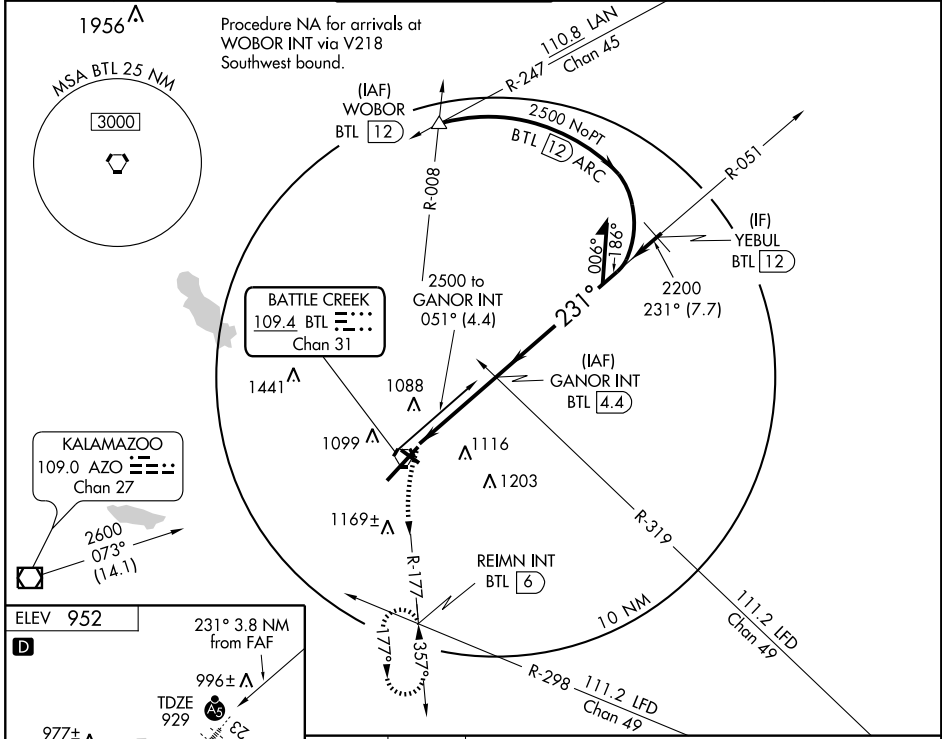 1956
Procedure NA for arrivals at
WOBOR INT via V218
Southwest bound.
MSA BTL 25 NM
3000
110.8 LAN
Chan 45
R-247
(IAF)
WOBOR
BTL 12
2500 NoPT
BTL 12 ARC
R-008
R-051
(IF)
YEBUL
BTL 12
006°
186°
2200
231° (7.7)
2500 to
GANOR INT
051° (4.4)
231°
BATTLE CREEK
109.4 BTL
Chan 31
(IAF)
GANOR INT
BTL 4.4
1441
1088
1099
1116
1203
KALAMAZOO
109.0 AZO
Chan 27
2600
073°
(14.1)
1169±
R-177
R-319
REIMN INT
BTL 6
10 NM
111.2 LFD
Chan 49
177°
357°
R-298
111.2 LFD
Chan 49
ELEV 952
D
231° 3.8 NM
from FAF
996±
TDZE
929
A5
23
977±